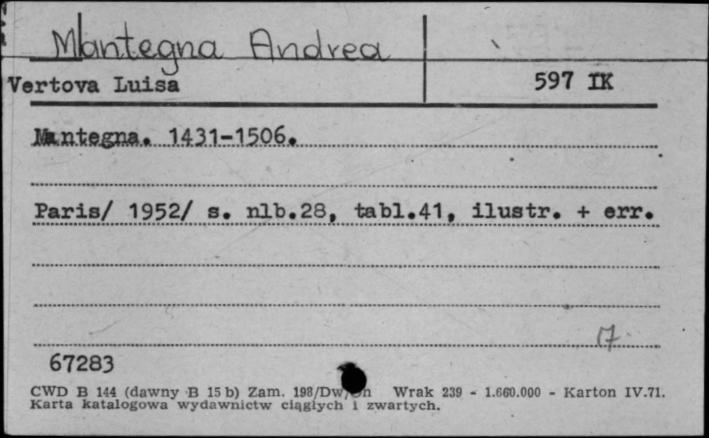 Mantegna Andrea
Vertova Luisa 597 IK
Mantegna. 1431-1506.
Paris/ 1952/ s. nlb.28, tabl.41, ilustr. + err.
17
67283
CWD B 144 (dawny B 15 b) Zam. 198/Dw/ Wrak 239 - 1.660.000 - Karton IV.71.
Karta katalogowa wydawnictw ciągłych i zwartych.